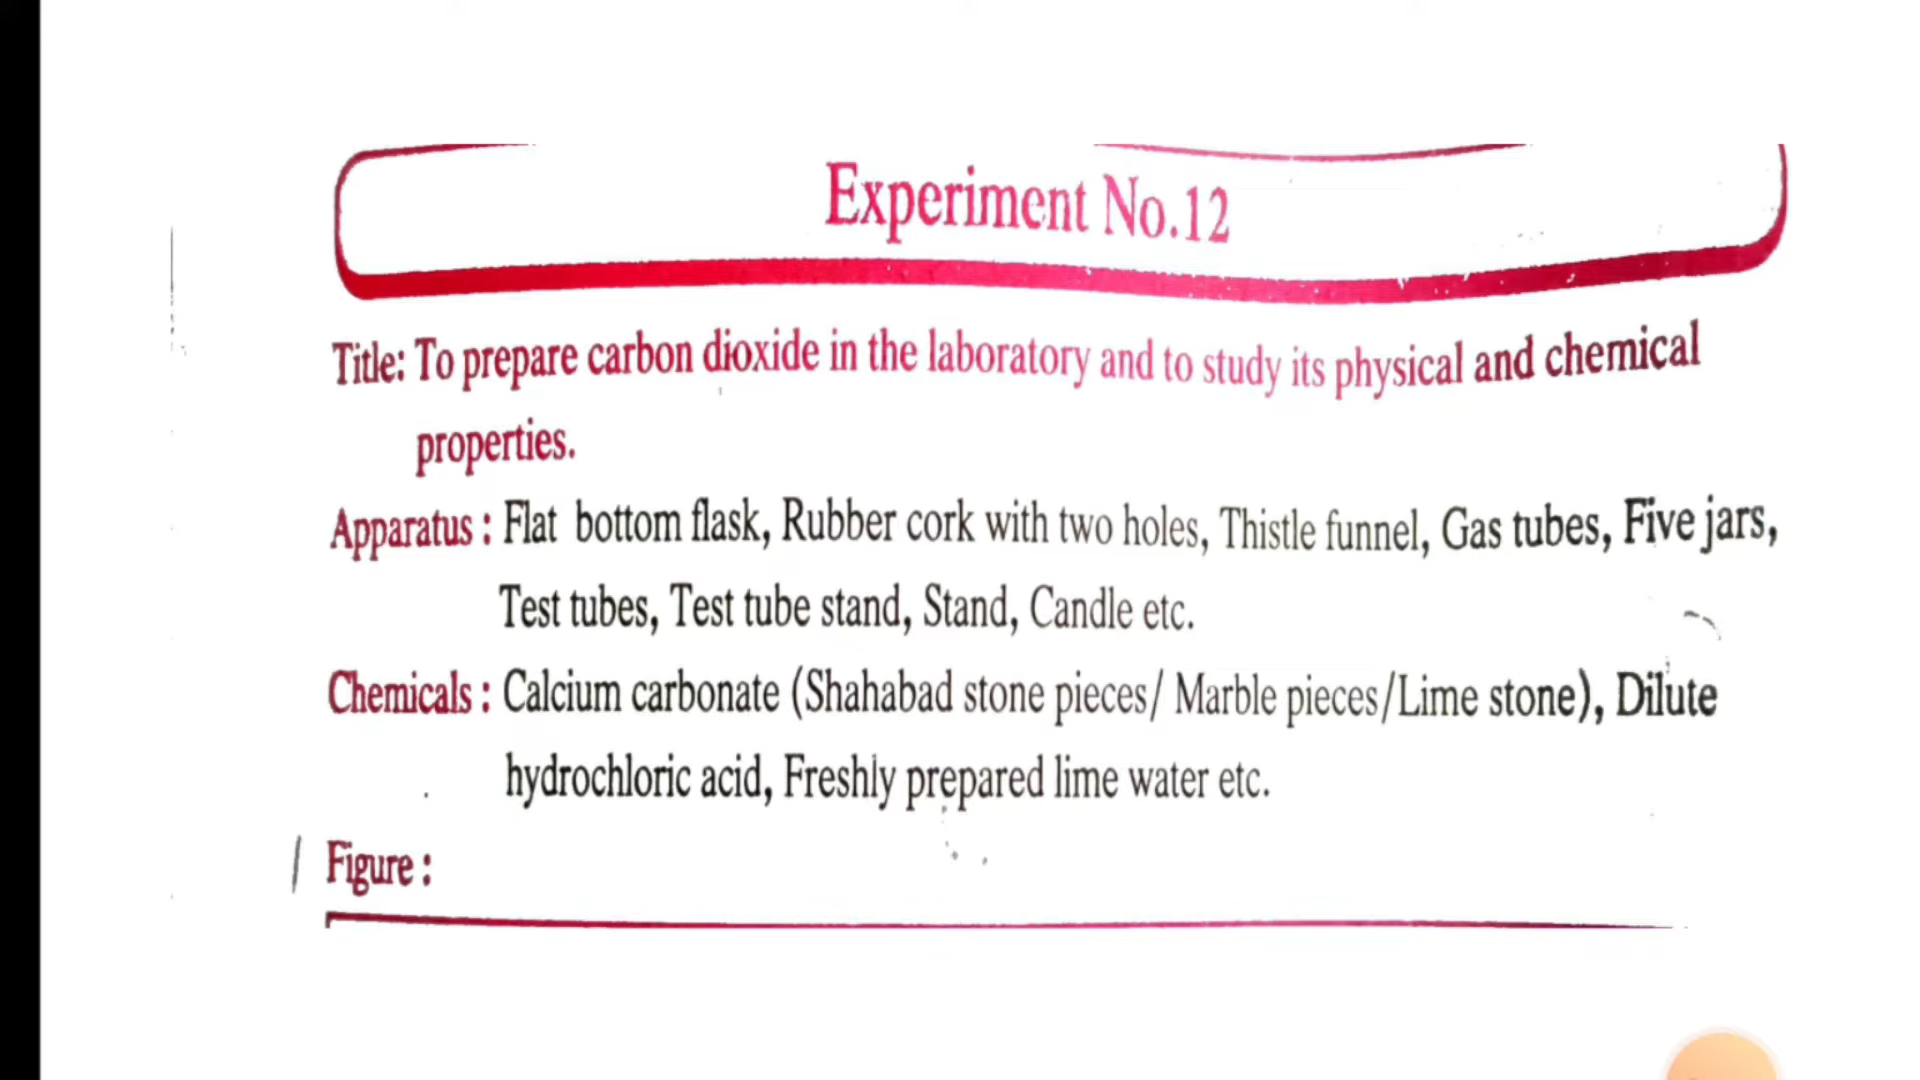 Experiment No.12
Title: To prepare carbon dioxide in the laboratory and to study its physical and chemical
properties.
Apparatus : Flat bottom flask, Rubber cork with two holes, Thistle funnel, Gas tubes, Five jars,
Test tubes, Test tube stand, Stand, Candle etc.
Chemicals : Calcium carbonate (Shahabad stone pieces/ Marble pieces/Lime stone), Dilute
hydrochloric acid, Freshly prepared lime water etc.
Figure :